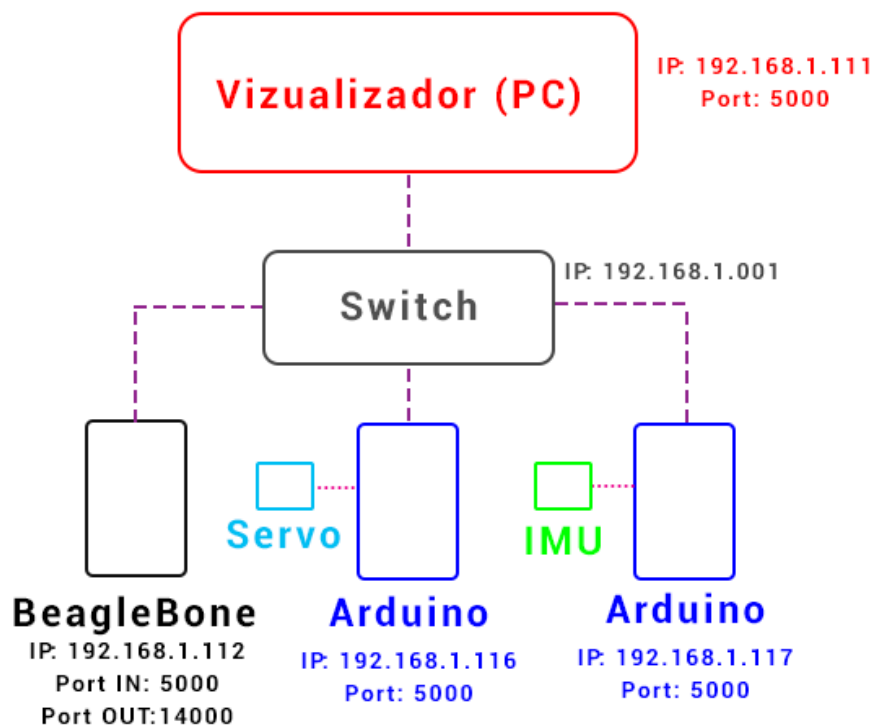 Vizualizador (PC)
IP: 192.168.1.111
Port: 5000
IP: 192.168.1.001
Switch
Servo
IMU
BeagleBone
IP: 192.168.1.112
Port IN: 5000
Port OUT:14000
Arduino
IP: 192.168.1.116
Port: 5000
Arduino
IP: 192.168.1.117
Port: 5000